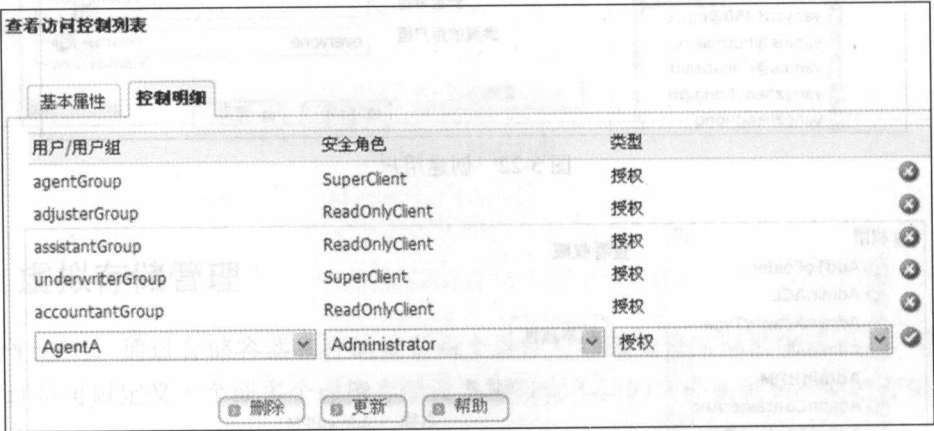 查看访问控制列表
基本属性 控制明细
用户/用户组 安全角色 类型
agentGroup SuperClient 授权
adjusterGroup ReadOnlyClient 授权
assistantGroup ReadOnlyClient 授权
underwriterGroup SuperClient 授权
accountantGroup ReadOnlyClient 授权
AgentA Administrator 授权
删除 更新 帮助